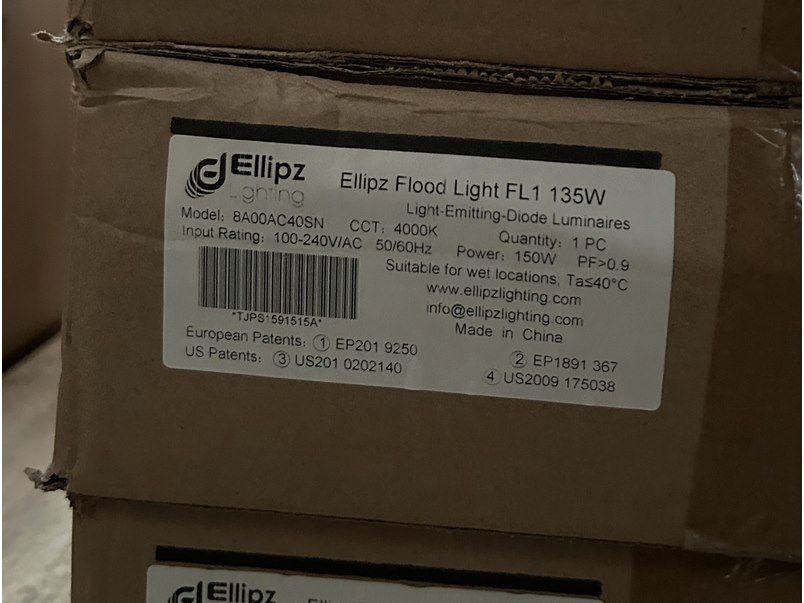 Ellipz
Lighting
Ellipz Flood Light FL1 135W
Light-Emitting-Diode Luminaires
Model: 8A00AC40SN CCT: 4000K Quantity: 1 PC
Input Rating: 100-240V/AC 50/60Hz Power: 150W PF>0.9
Suitable for wet locations, Ta≤40°C
www.ellipzlighting.com
info@ellipzlighting.com
Made in China
*TJPS1591515A*
European Patents: ① EP201 9250 ② EP1891 367
US Patents: ③ US201 0202140 ④ US2009 175038
Ellipz